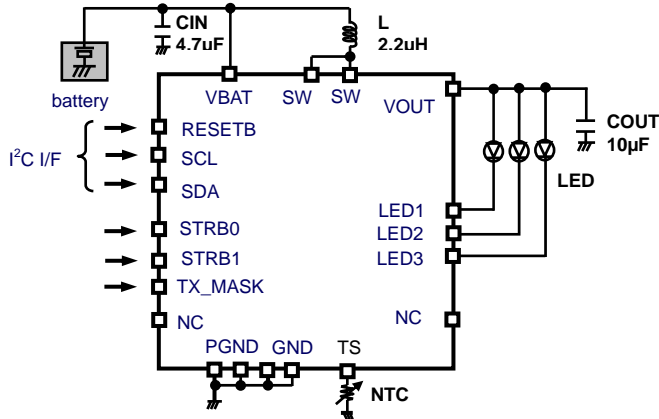 CIN
4.7uF
L
2.2uH
battery
VBAT
SW
SW
VOUT
COUT
10μF
LED
I²C I/F
RESETB
SCL
SDA
STRB0
STRB1
TX_MASK
NC
LED1
LED2
LED3
NC
PGND
GND
TS
NTC